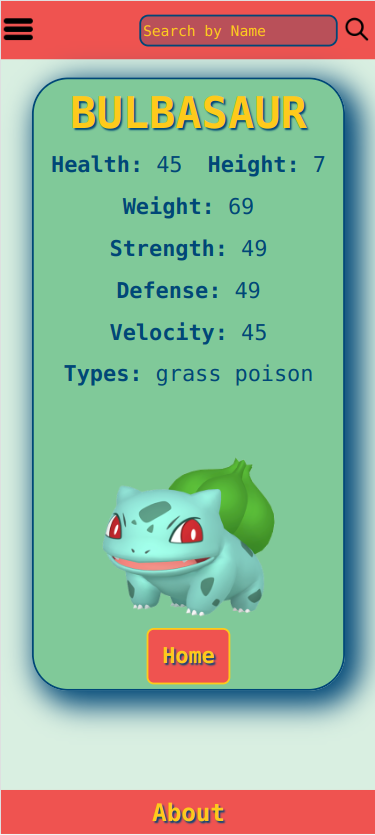 Search by Name
BULBASAUR
Health: 45 Height: 7
Weight: 69
Strength: 49
Defense: 49
Velocity: 45
Types: grass poison
Home
About